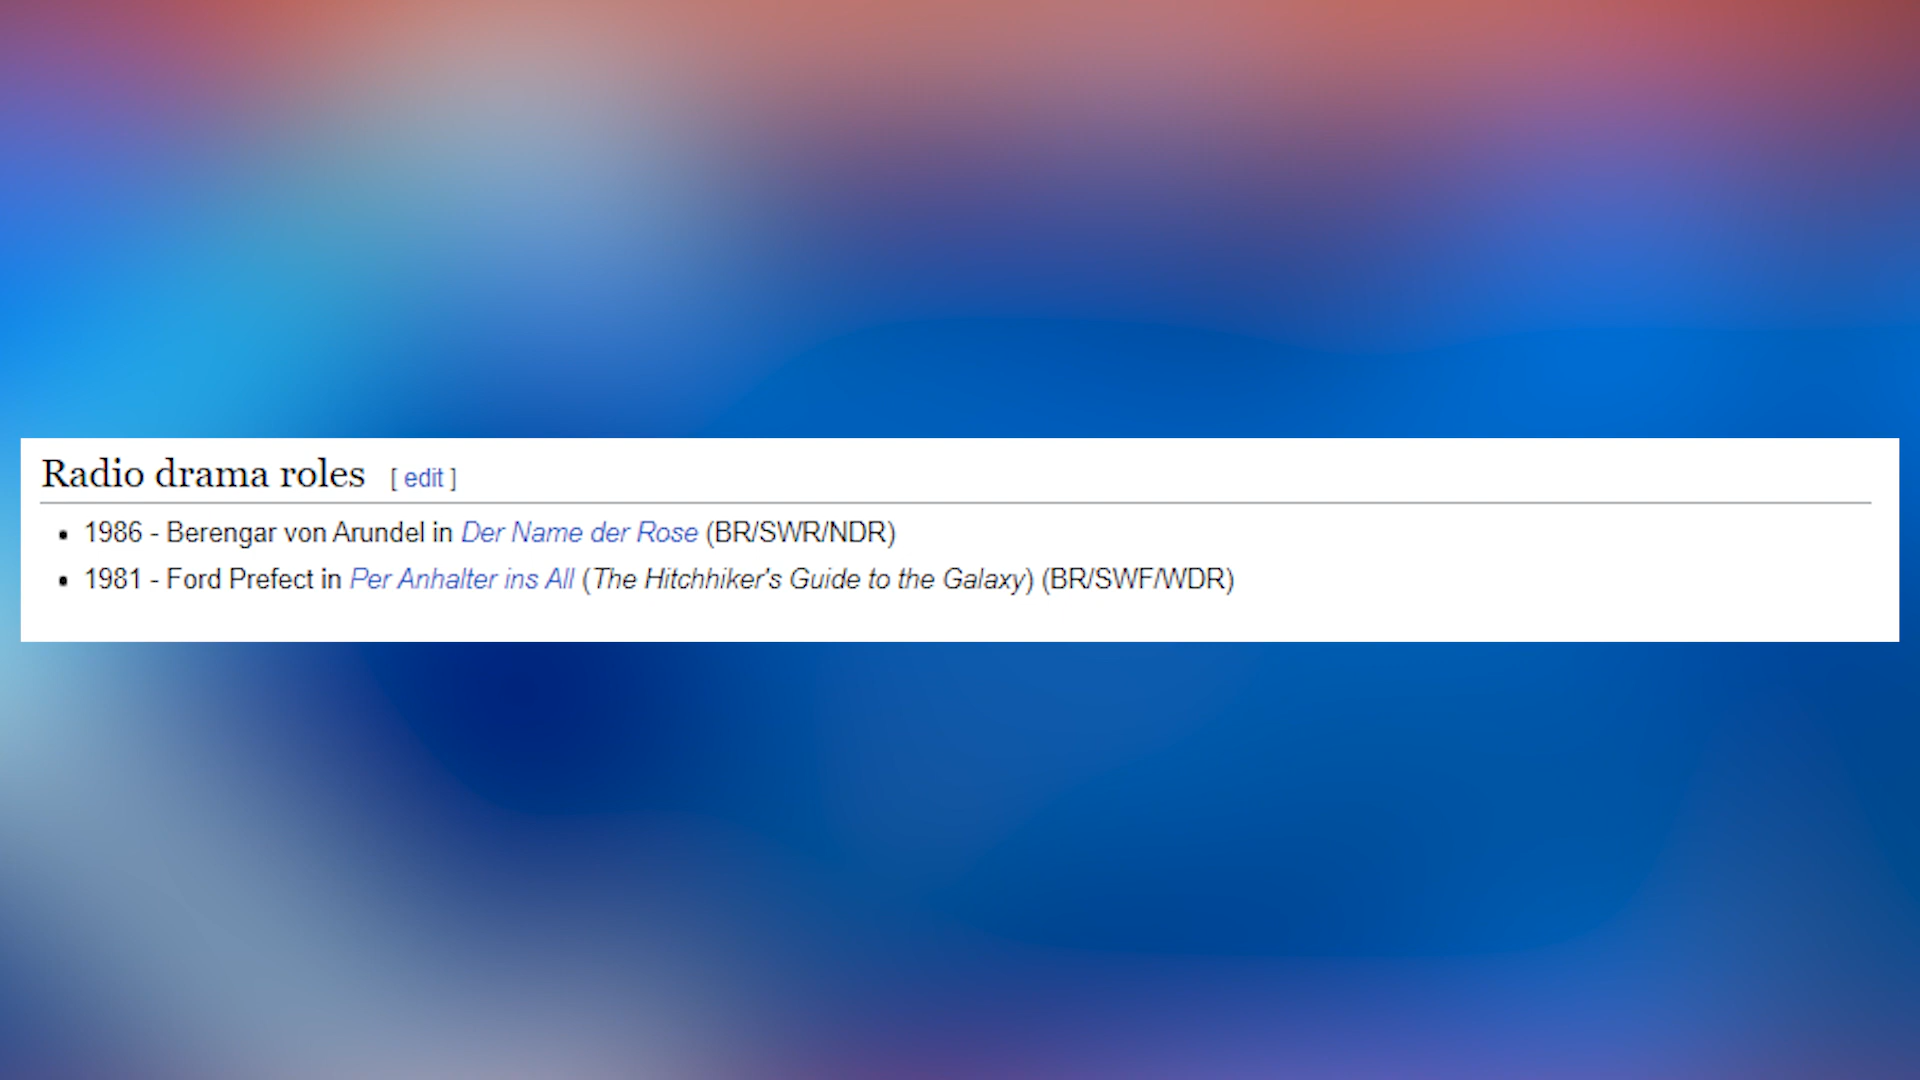 Radio drama roles [ edit ]
1986 - Berengar von Arundel in Der Name der Rose (BR/SWR/NDR)
1981 - Ford Prefect in Per Anhalter ins All (The Hitchhiker's Guide to the Galaxy) (BR/SWF/WDR)